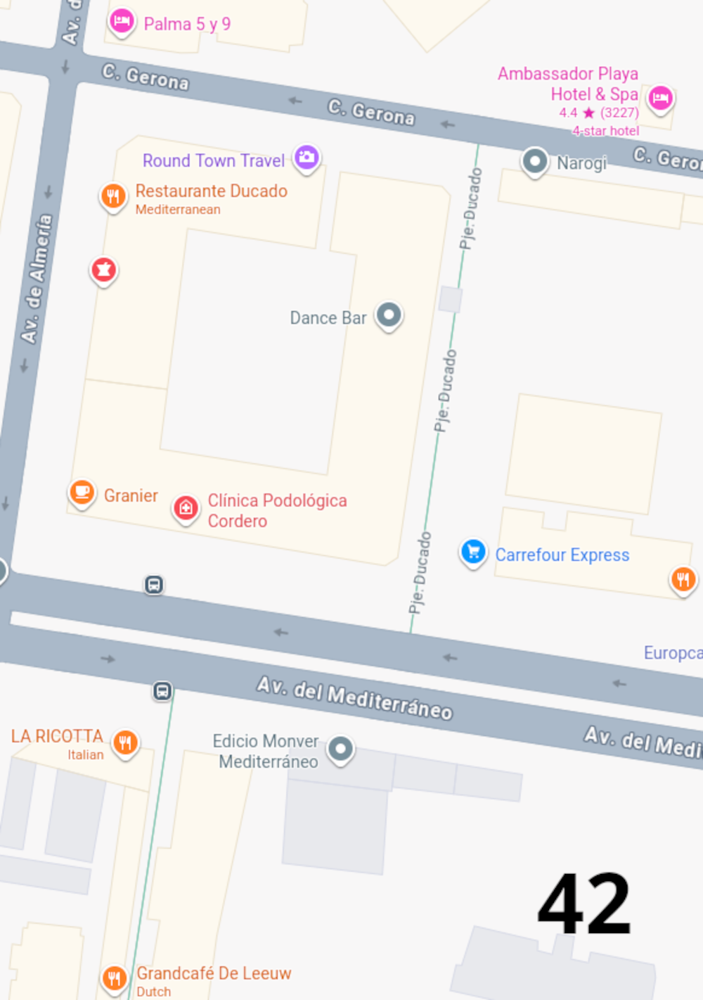 Av. d
Palma 5 y 9
C. Gerona
C. Gerona
Ambassador Playa
Hotel & Spa
4.4 ★ (3227)
4-star hotel
C. Geron
Round Town Travel
Narogi
Restaurante Ducado
Mediterranean
Pje. Ducado
Av. de Almería
Dance Bar
Pje. Ducado
Granier
Clínica Podológica
Cordero
Pje. Ducado
Carrefour Express
Europca
Av. del Mediterráneo
Av. del Medi
LA RICOTTA
Italian
Edicio Monver
Mediterráneo
42
Grandcafé De Leeuw
Dutch